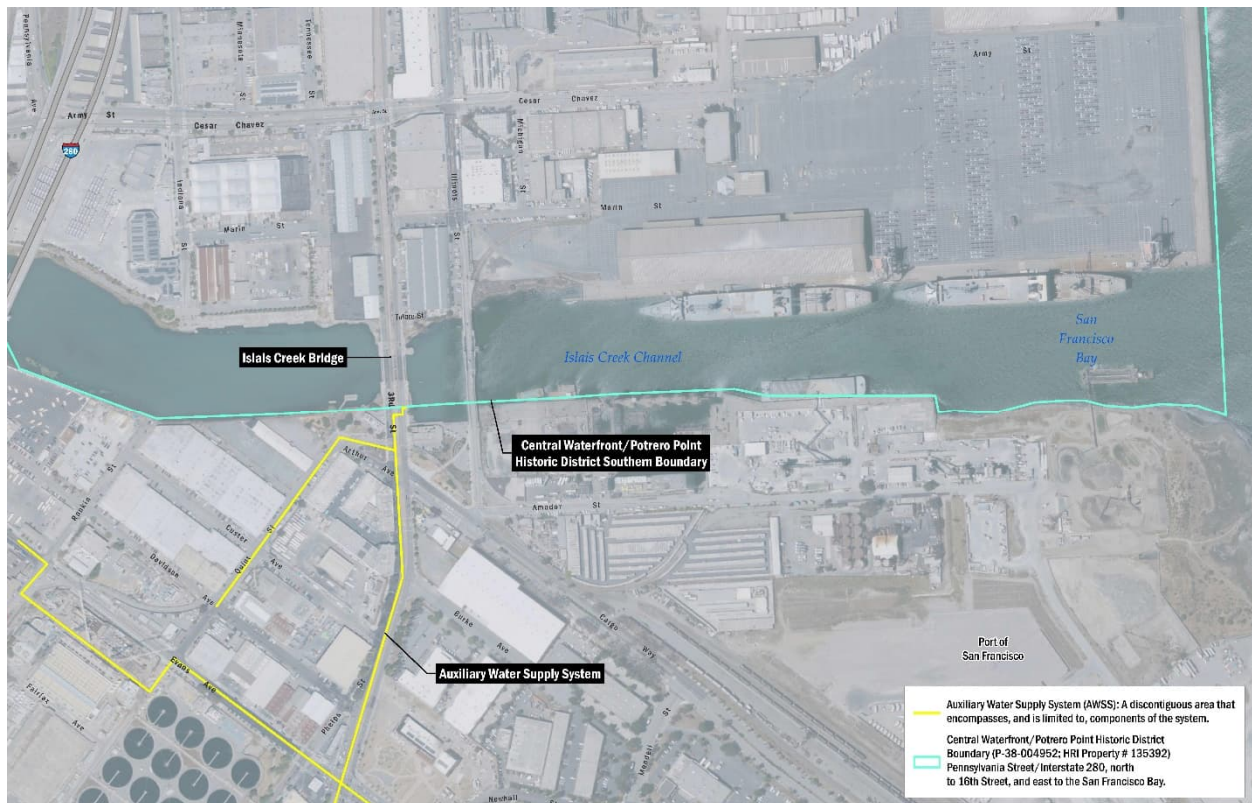 Pennsylvania
Ave
Minnesota
St
Tennessee
St
Army St
Army St
280
Cesar Chavez
Cesar Chavez
Michigan
St
Indiana
St
Illinois
St
Marin St
Marin St
Tulare St
Islais Creek Bridge
Islais Creek Channel
San
Francisco
Bay
3Rd St
Central Waterfront/Potrero Point
Historic District Southern Boundary
Arthur Ave
Amador St
Rankin St
Custer Ave
Quint St
Davidson Ave
Burke Ave
Cargo Way
Port of
San Francisco
Evans Ave
Auxiliary Water Supply System
Fairfax Ave
Phelps St
Mendell St
Newhall St
Auxiliary Water Supply System (AWSS): A discontiguous area that
encompasses, and is limited to, components of the system.
Central Waterfront/Potrero Point Historic District
Boundary (P-38-004952; HRI Property # 135392)
Pennsylvania Street/Interstate 280, north
to 16th Street, and east to the San Francisco Bay.